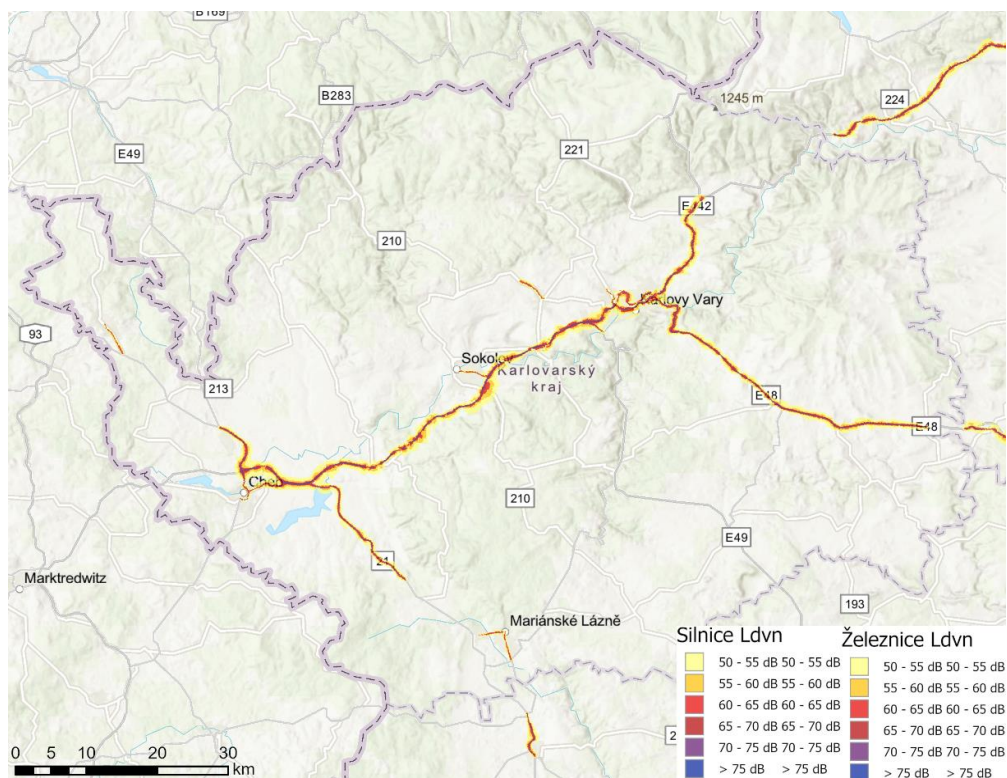 B169
B283
1245 m
224
E49
221
E442
210
Karlovy Vary
93
Sokolov
Karlovarský
kraj
213
E48
E48
Cheb
210
21
E49
Marktredwitz
193
Mariánské Lázně
Silnice Ldvn
50 - 55 dB 50 - 55 dB
55 - 60 dB 55 - 60 dB
60 - 65 dB 60 - 65 dB
65 - 70 dB 65 - 70 dB
70 - 75 dB 70 - 75 dB
> 75 dB > 75 dB
Železnice Ldvn
50 - 55 dB 50 - 55 dB
55 - 60 dB 55 - 60 dB
60 - 65 dB 60 - 65 dB
65 - 70 dB 65 - 70 dB
70 - 75 dB 70 - 75 dB
> 75 dB > 75 dB
0 5 10 20 30
km